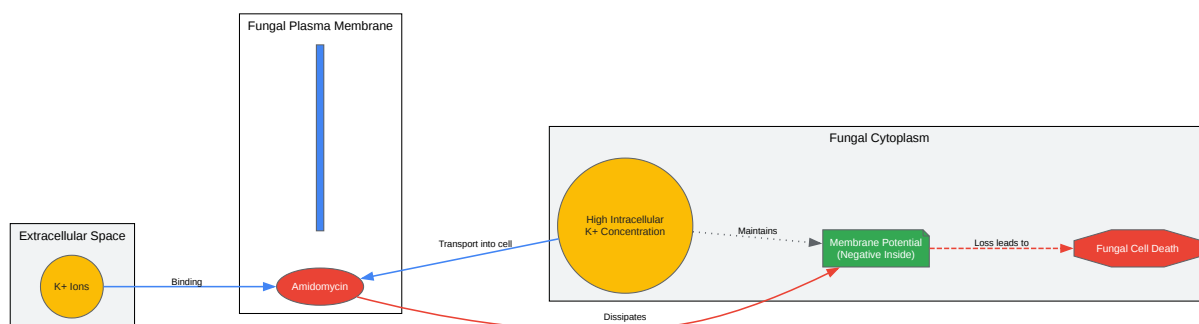 Fungal Plasma Membrane
Fungal Cytoplasm
High Intracellular
K+ Concentration
Maintains
Membrane Potential
(Negative Inside)
Loss leads to
Fungal Cell Death
Transport into cell
Extracellular Space
K+ Ions
Binding
Amidomycin
Dissipates